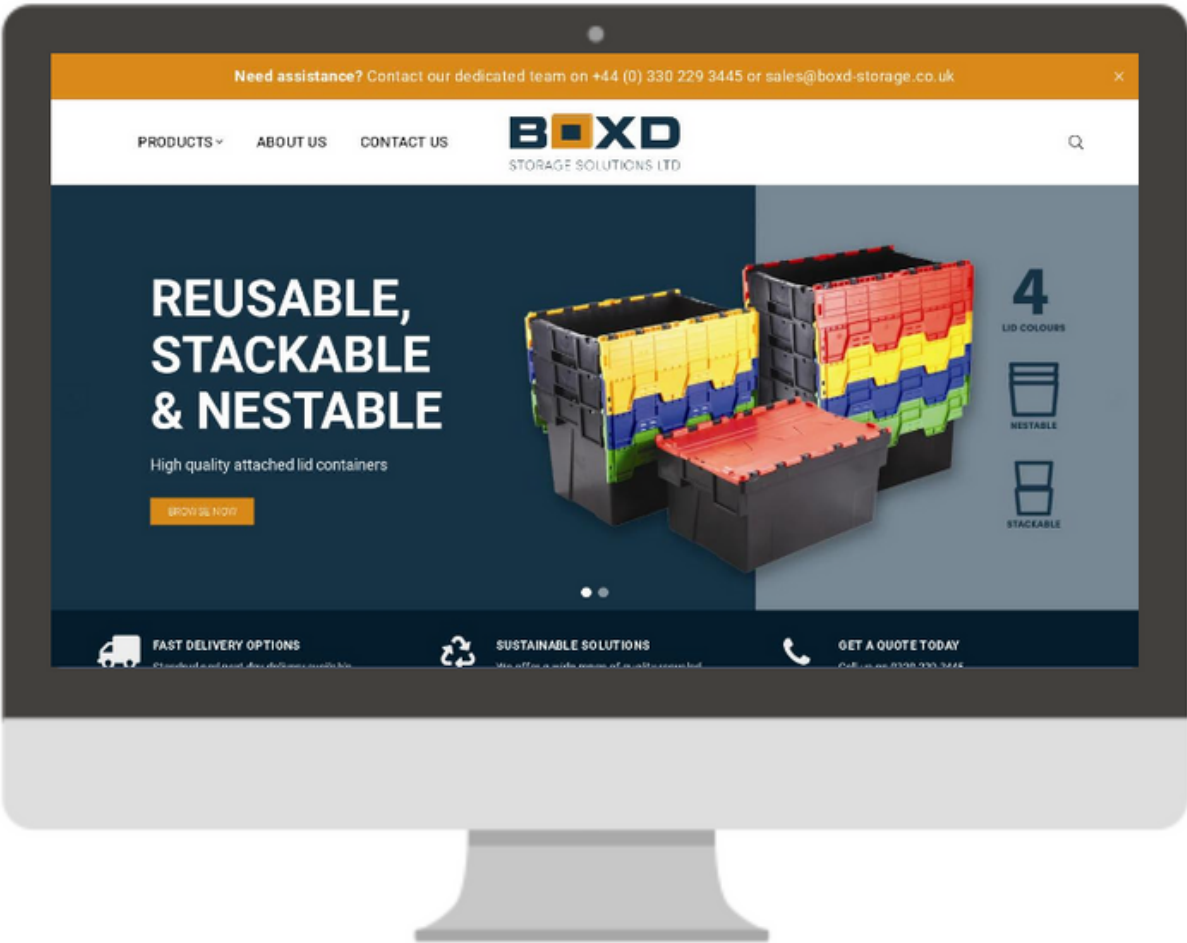 Need assistance? Contact our dedicated team on +44 (0) 330 229 3445 or sales@boxd-storage.co.uk ×
PRODUCTS ABOUT US CONTACT US
BOXD
STORAGE SOLUTIONS LTD
REUSABLE,
STACKABLE
& NESTABLE
High quality attached lid containers
BROWSE NOW
4
LID COLOURS
NESTABLE
STACKABLE
FAST DELIVERY OPTIONS
SUSTAINABLE SOLUTIONS
GET A QUOTE TODAY